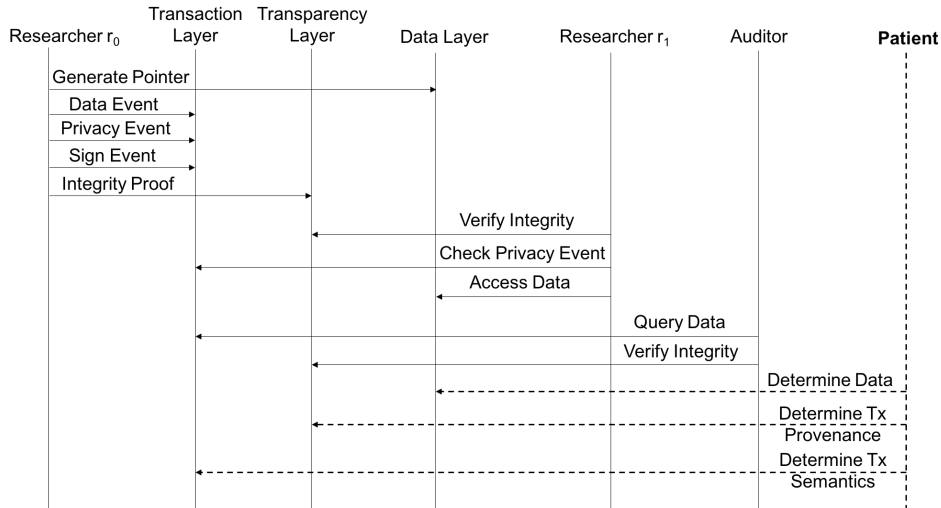 Transaction Transparency
Researcher r0 Layer Layer Data Layer Researcher r1 Auditor Patient
Generate Pointer
Data Event
Privacy Event
Sign Event
Integrity Proof
Verify Integrity
Check Privacy Event
Access Data
Query Data
Verify Integrity
Determine Data
Determine Tx
Provenance
Determine Tx
Semantics